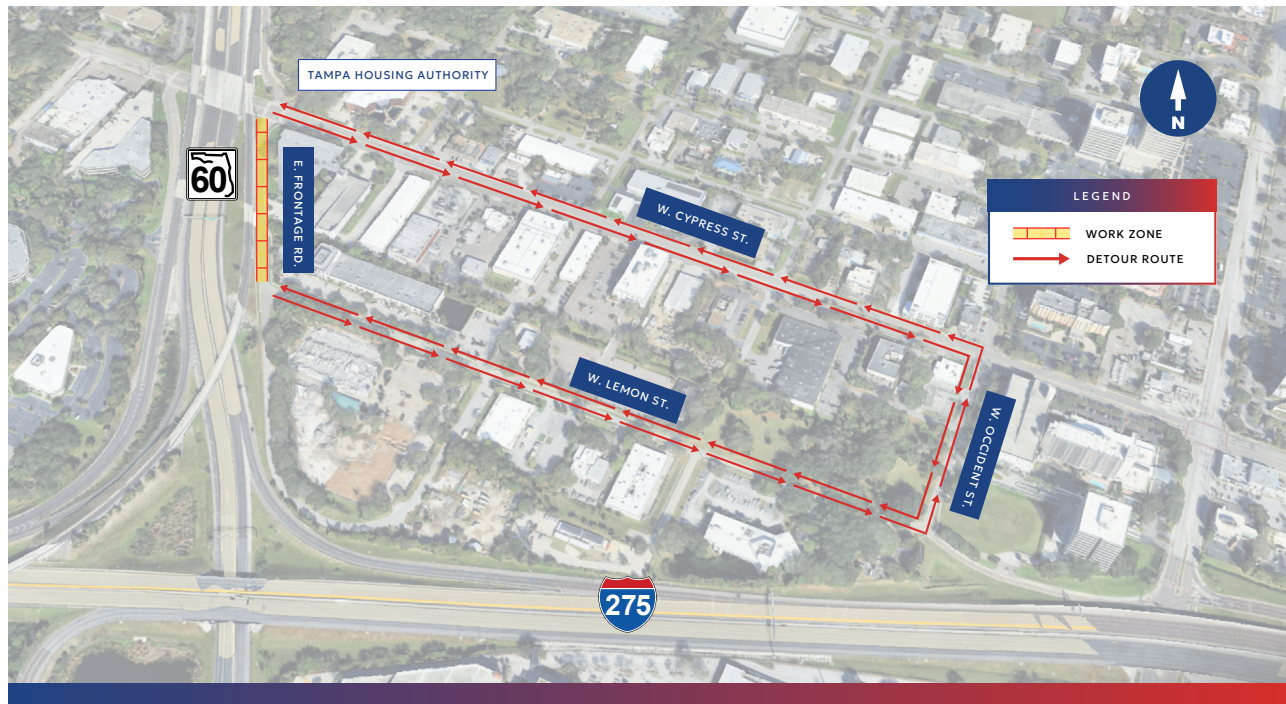 TAMPA HOUSING AUTHORITY
N
60
E. FRONTAGE RD.
W. CYPRESS ST.
LEGEND
WORK ZONE
DETOUR ROUTE
W. LEMON ST.
W. OCCIDENT ST.
275